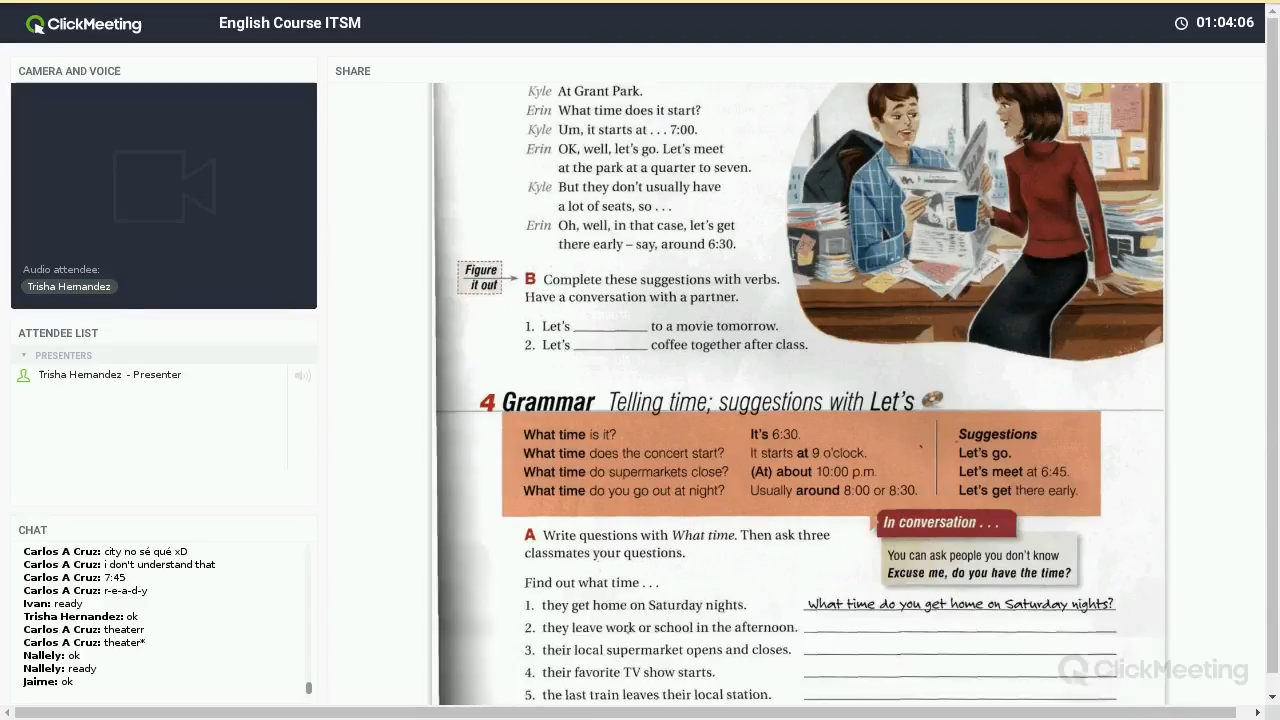 ClickMeeting
English Course ITSM
01:04:06
CAMERA AND VOICE
Audio attendee:
Trisha Hernandez
ATTENDEE LIST
PRESENTERS
Trisha Hernandez - Presenter
CHAT
Carlos A Cruz: city no sé qué xD
Carlos A Cruz: i don't understand that
Carlos A Cruz: 7:45
Carlos A Cruz: r-e-a-d-y
Ivan: ready
Trisha Hernandez: ok
Carlos A Cruz: theaterr
Carlos A Cruz: theater*
Nallely: ok
Nallely: ready
Jaime: ok
SHARE
Kyle At Grant Park.
Erin What time does it start?
Kyle Um, it starts at . . . 7:00.
Erin OK, well, let's go. Let's meet
at the park at a quarter to seven.
Kyle But they don't usually have
a lot of seats, so . . .
Erin Oh, well, in that case, let's get
there early – say, around 6:30.
Figure
it out
B Complete these suggestions with verbs.
Have a conversation with a partner.
1. Let's ________ to a movie tomorrow.
2. Let's ________ coffee together after class.
4 Grammar Telling time; suggestions with Let's
What time is it? It's 6:30. Suggestions
What time does the concert start? It starts at 9 o'clock. Let's go.
What time do supermarkets close? (At) about 10:00 p.m. Let's meet at 6:45.
What time do you go out at night? Usually around 8:00 or 8:30. Let's get there early.
In conversation . . .
You can ask people you don't know
Excuse me, do you have the time?
A Write questions with What time. Then ask three
classmates your questions.
Find out what time . . .
1. they get home on Saturday nights. What time do you get home on Saturday nights?
2. they leave work or school in the afternoon.
3. their local supermarket opens and closes.
4. their favorite TV show starts.
5. the last train leaves their local station.
ClickMeeting